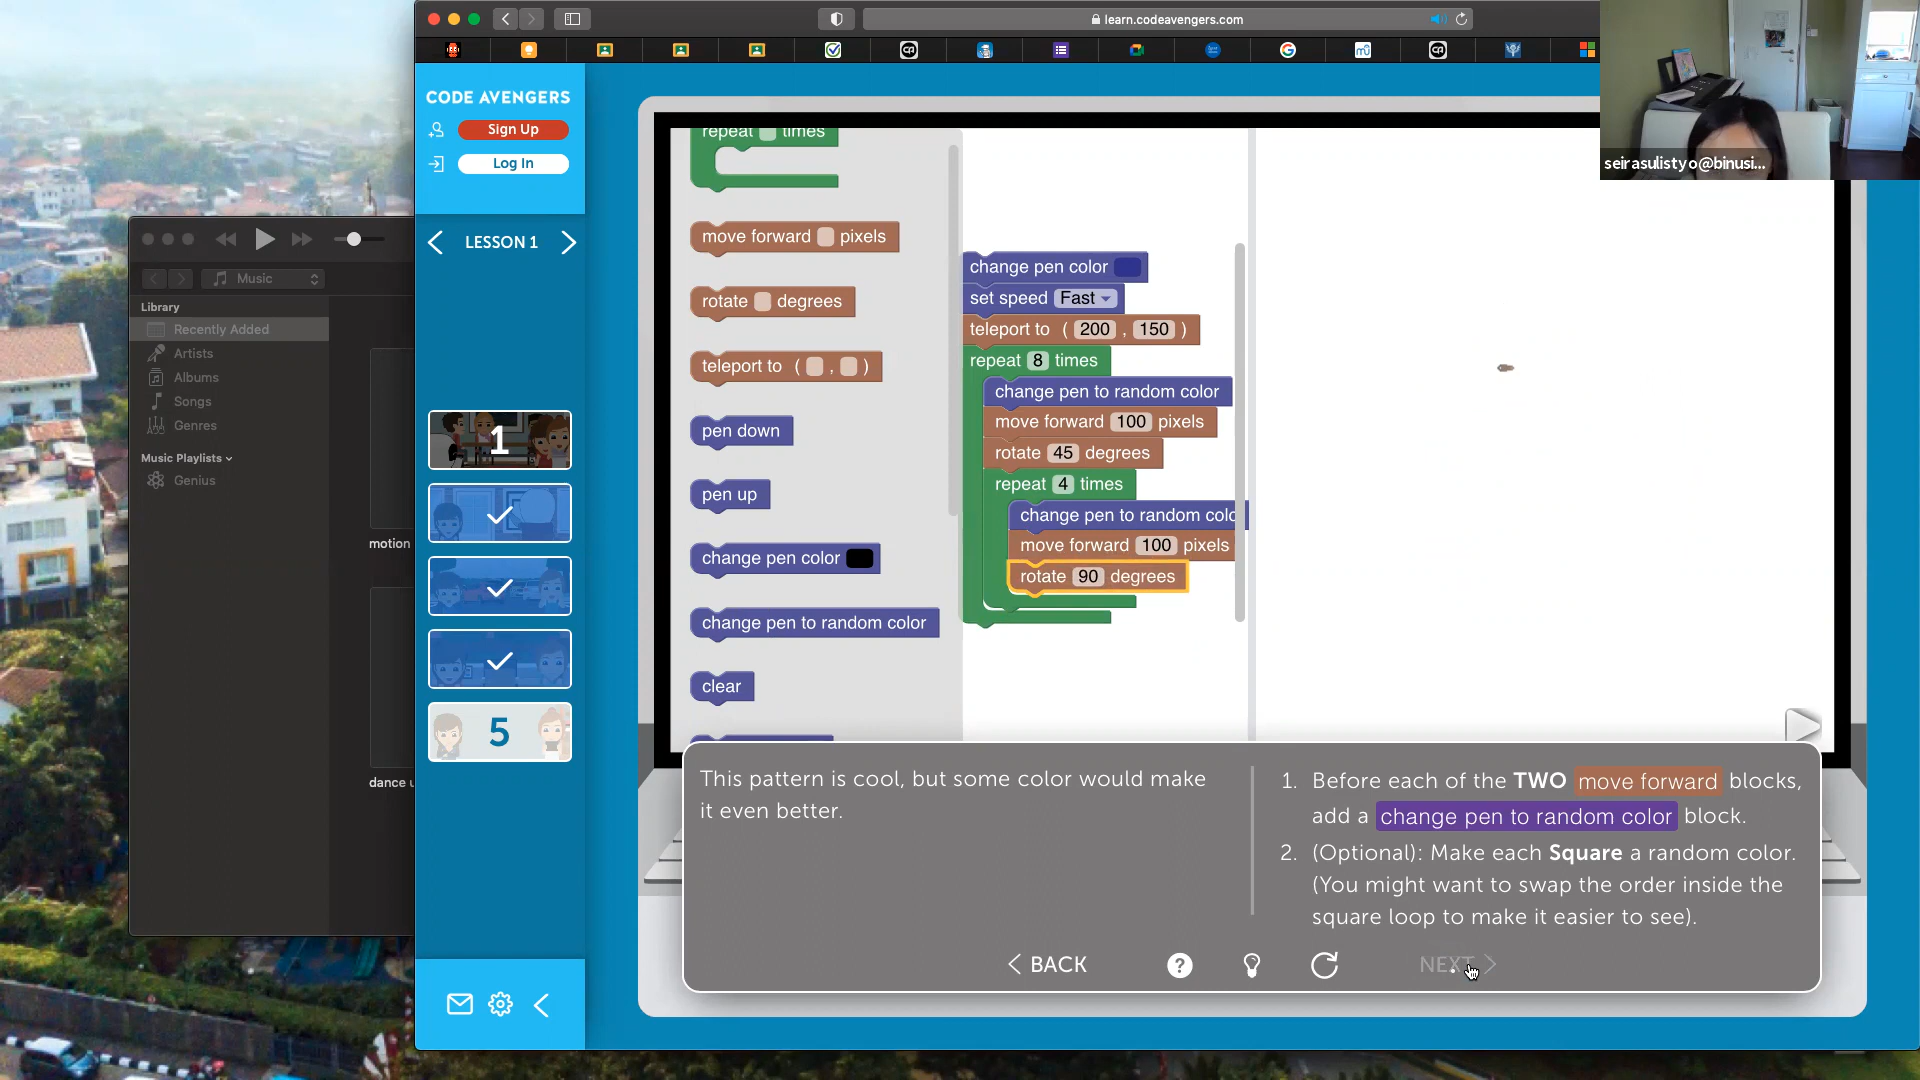 learn.codeavengers.com
CODE AVENGERS
Sign Up
Log In
LESSON 1
1
5
Music
Library
Recently Added
Artists
Albums
Songs
Genres
Music Playlists
Genius
motion
dance u
repeat times
move forward pixels
rotate degrees
teleport to ( , )
pen down
pen up
change pen color
change pen to random color
clear
change pen color
set speed Fast
teleport to ( 200 , 150 )
repeat 8 times
change pen to random color
move forward 100 pixels
rotate 45 degrees
repeat 4 times
change pen to random colo
move forward 100 pixels
rotate 90 degrees
seirasulistyo@binusi...
This pattern is cool, but some color would make
it even better.
1. Before each of the TWO move forward blocks,
add a change pen to random color block.
2. (Optional): Make each Square a random color.
(You might want to swap the order inside the
square loop to make it easier to see).
BACK
?
NEXT